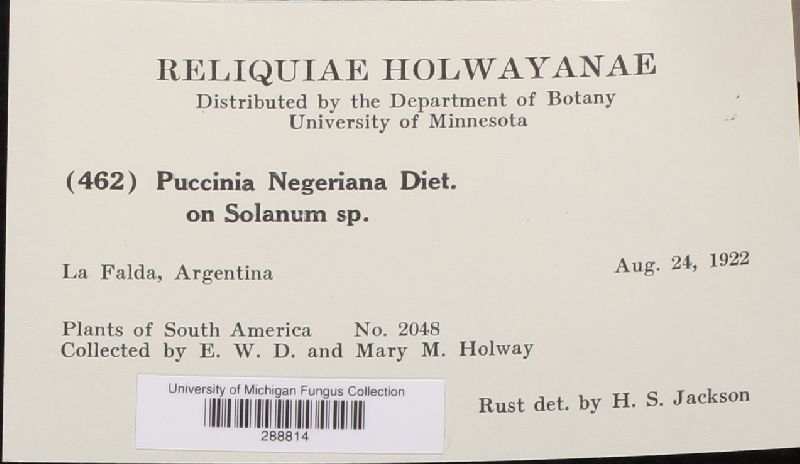 RELIQUIAE HOLWAYANAE
Distributed by the Department of Botany
University of Minnesota
(462) Puccinia Negeriana Diet.
on Solanum sp.
La Falda, Argentina Aug. 24, 1922
Plants of South America No. 2048
Collected by E. W. D. and Mary M. Holway
Rust det. by H. S. Jackson
University of Michigan Fungus Collection
288814